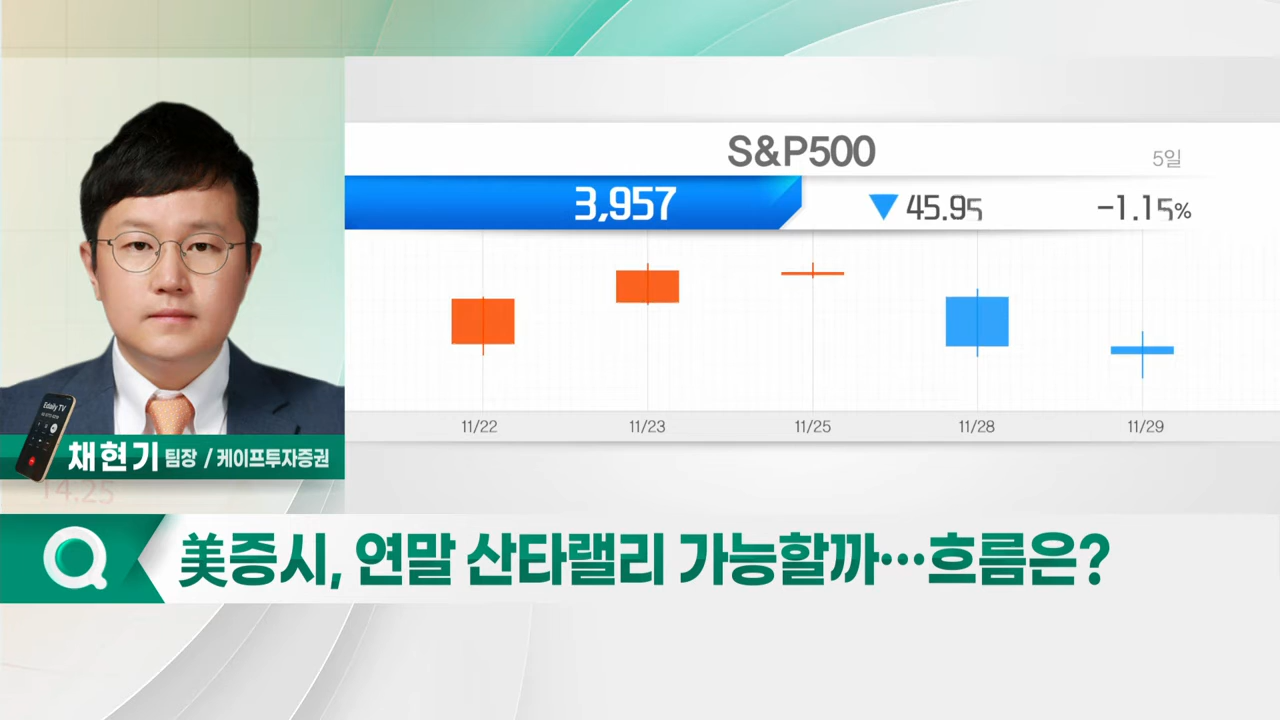 S&P500
5일
3,957
▼ 45.95
-1.15%
11/22
11/23
11/25
11/28
11/29
Edaily TV
채현기 팀장 / 케이프투자증권
14.25
Q
美증시, 연말 산타랠리 가능할까…흐름은?